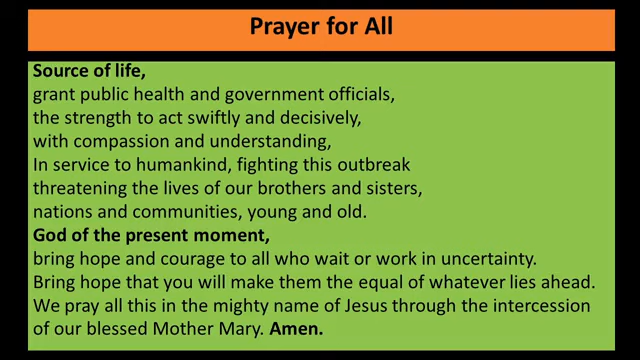 Prayer for All
Source of life,
grant public health and government officials,
the strength to act swiftly and decisively,
with compassion and understanding,
In service to humankind, fighting this outbreak
threatening the lives of our brothers and sisters,
nations and communities, young and old.
God of the present moment,
bring hope and courage to all who wait or work in uncertainty.
Bring hope that you will make them the equal of whatever lies ahead.
We pray all this in the mighty name of Jesus through the intercession
of our blessed Mother Mary. Amen.